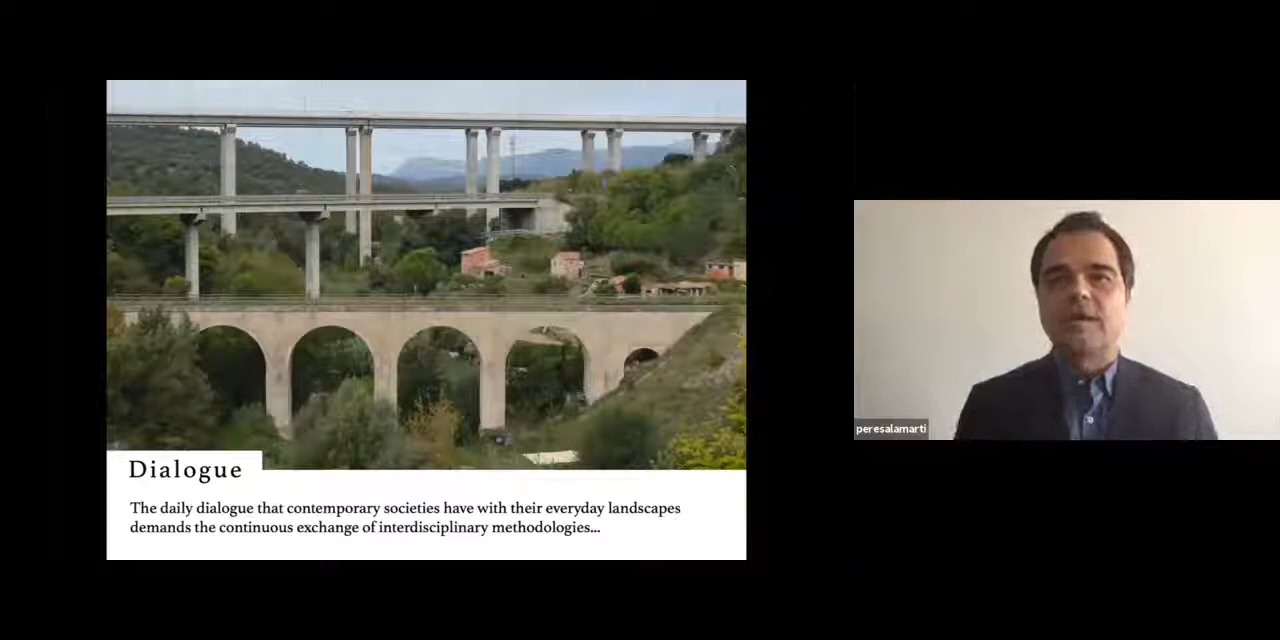 Dialogue
The daily dialogue that contemporary societies have with their everyday landscapes
demands the continuous exchange of interdisciplinary methodologies...
peresalamarti